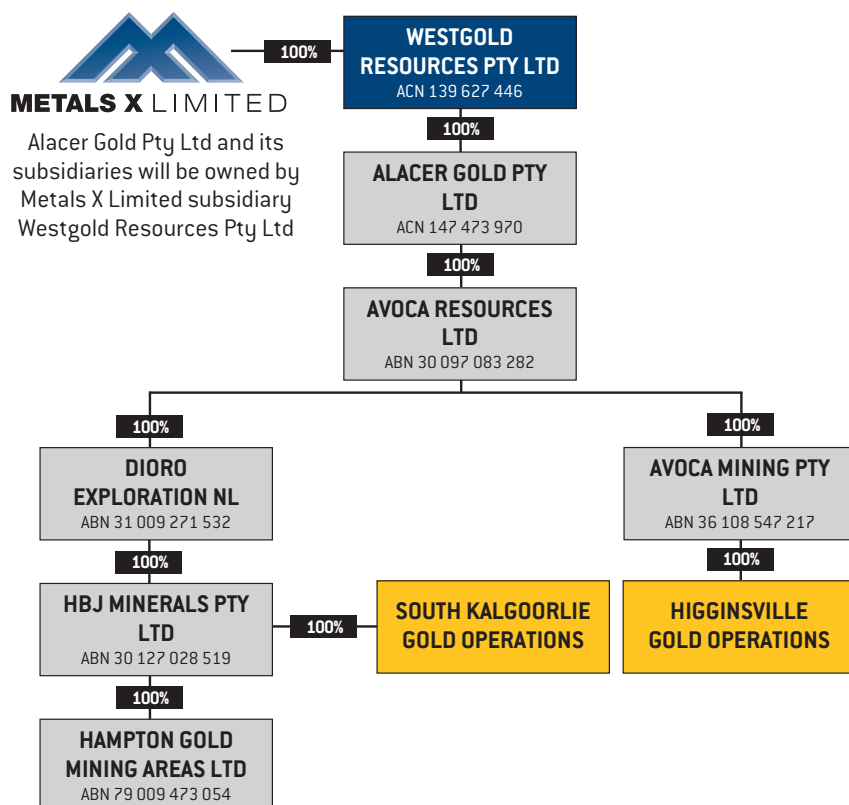 METALS X LIMITED
100%
WESTGOLD
RESOURCES PTY LTD
ACN 139 627 446
Alacer Gold Pty Ltd and its
subsidiaries will be owned by
Metals X Limited subsidiary
Westgold Resources Pty Ltd
100%
ALACER GOLD PTY
LTD
ACN 147 473 970
100%
AVOCA RESOURCES
LTD
ABN 30 097 083 282
100%
100%
DIORO
EXPLORATION NL
ABN 31 009 271 532
AVOCA MINING PTY
LTD
ABN 36 108 547 217
100%
100%
HBJ MINERALS PTY
LTD
ABN 30 127 028 519
100%
SOUTH KALGOORLIE
GOLD OPERATIONS
HIGGINSVILLE
GOLD OPERATIONS
100%
HAMPTON GOLD
MINING AREAS LTD
ABN 79 009 473 054